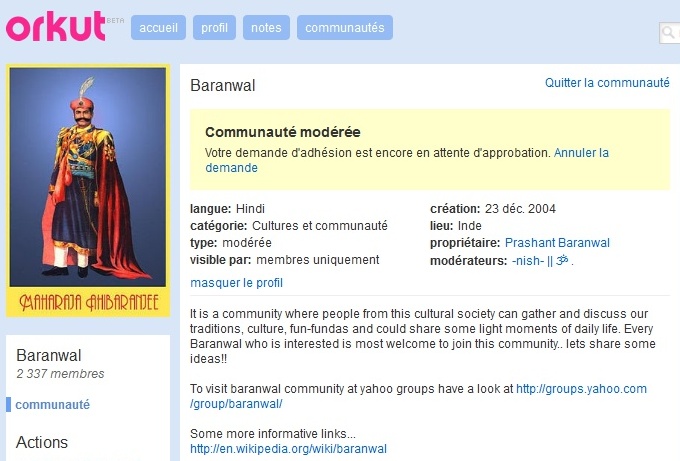 orkut BETA
accueil profil notes communautés
MAHARAJA AHIBARANJEE
Baranwal
2 337 membres
communauté
Actions
Baranwal Quitter la communauté
Communauté modérée
Votre demande d'adhésion est encore en attente d'approbation. Annuler la
demande
langue: Hindi
catégorie: Cultures et communauté
type: modérée
visible par: membres uniquement
masquer le profil
création: 23 déc. 2004
lieu: Inde
propriétaire: Prashant Baranwal
modérateurs: -nish- || ॐ .
It is a community where people from this cultural society can gather and discuss our
traditions, culture, fun-fundas and could share some light moments of daily life. Every
Baranwal who is interested is most welcome to join this community.. lets share some
ideas!!
To visit baranwal community at yahoo groups have a look at http://groups.yahoo.com
/group/baranwal/
Some more informative links...
http://en.wikipedia.org/wiki/baranwal